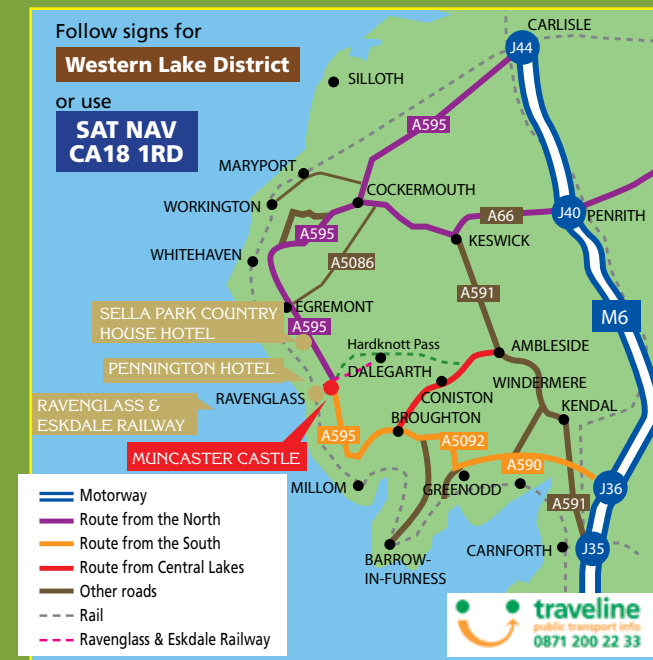 Follow signs for
Western Lake District
or use
SAT NAV
CA18 1RD
CARLISLE
J44
SILLOTH
A595
MARYPORT
COCKERMOUTH
WORKINGTON
A66
J40
PENRITH
A595
KESWICK
WHITEHAVEN
A5086
A591
EGREMONT
SELLA PARK COUNTRY
HOUSE HOTEL
A595
M6
Hardknott Pass
AMBLESIDE
PENNINGTON HOTEL
DALEGARTH
WINDERMERE
RAVENGLASS
CONISTON
RAVENGLASS &
ESKDALE RAILWAY
BROUGHTON
KENDAL
A595
A5092
MUNCASTER CASTLE
A590
MILLOM
GREENODD
J36
A591
BARROW-
IN-FURNESS
CARNFORTH
J35
Motorway
Route from the North
Route from the South
Route from Central Lakes
Other roads
Rail
Ravenglass & Eskdale Railway
traveline
public transport info
0871 200 22 33